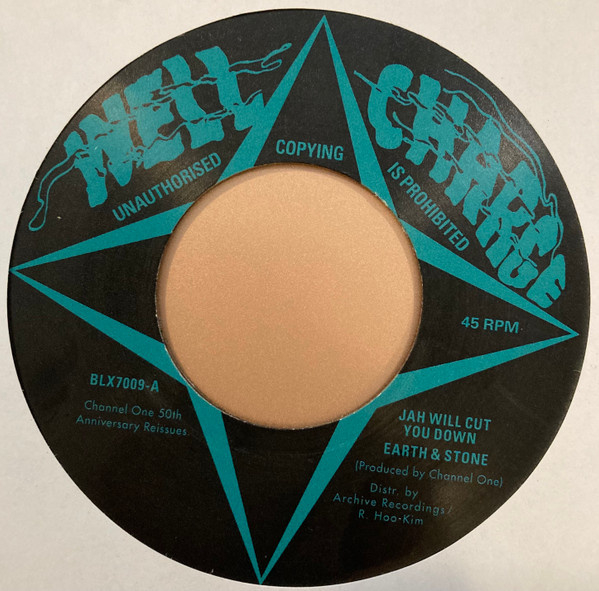 WELL CHARGE
UNAUTHORISED COPYING IS PROHIBITED
45 RPM
BLX7009-A
Channel One 50th
Anniversary Reissues
JAH WILL CUT
YOU DOWN
EARTH & STONE
(Produced by Channel One)
Distr. by
Archive Recordings/
R. Hoo-Kim